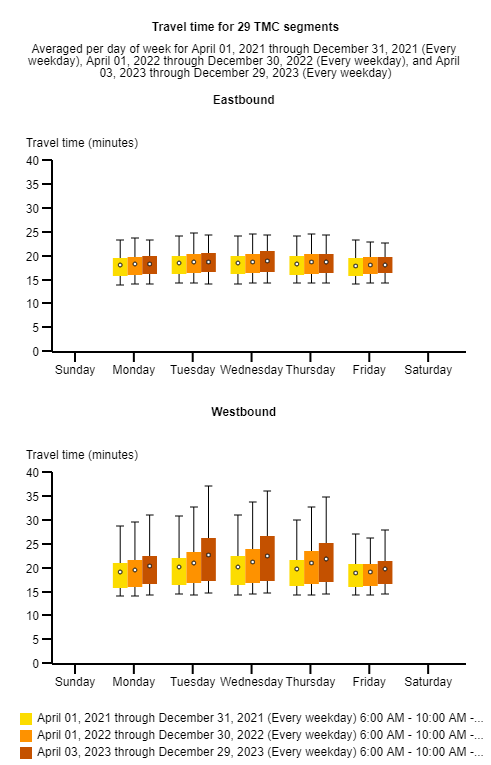 Travel time for 29 TMC segments
Averaged per day of week for April 01, 2021 through December 31, 2021 (Every
weekday), April 01, 2022 through December 30, 2022 (Every weekday), and April
03, 2023 through December 29, 2023 (Every weekday)
Eastbound
Travel time (minutes)
40
35
30
25
20
15
10
5
0
Sunday Monday Tuesday Wednesday Thursday Friday Saturday
Westbound
Travel time (minutes)
40
35
30
25
20
15
10
5
0
Sunday Monday Tuesday Wednesday Thursday Friday Saturday
April 01, 2021 through December 31, 2021 (Every weekday) 6:00 AM - 10:00 AM -...
April 01, 2022 through December 30, 2022 (Every weekday) 6:00 AM - 10:00 AM -...
April 03, 2023 through December 29, 2023 (Every weekday) 6:00 AM - 10:00 AM -...